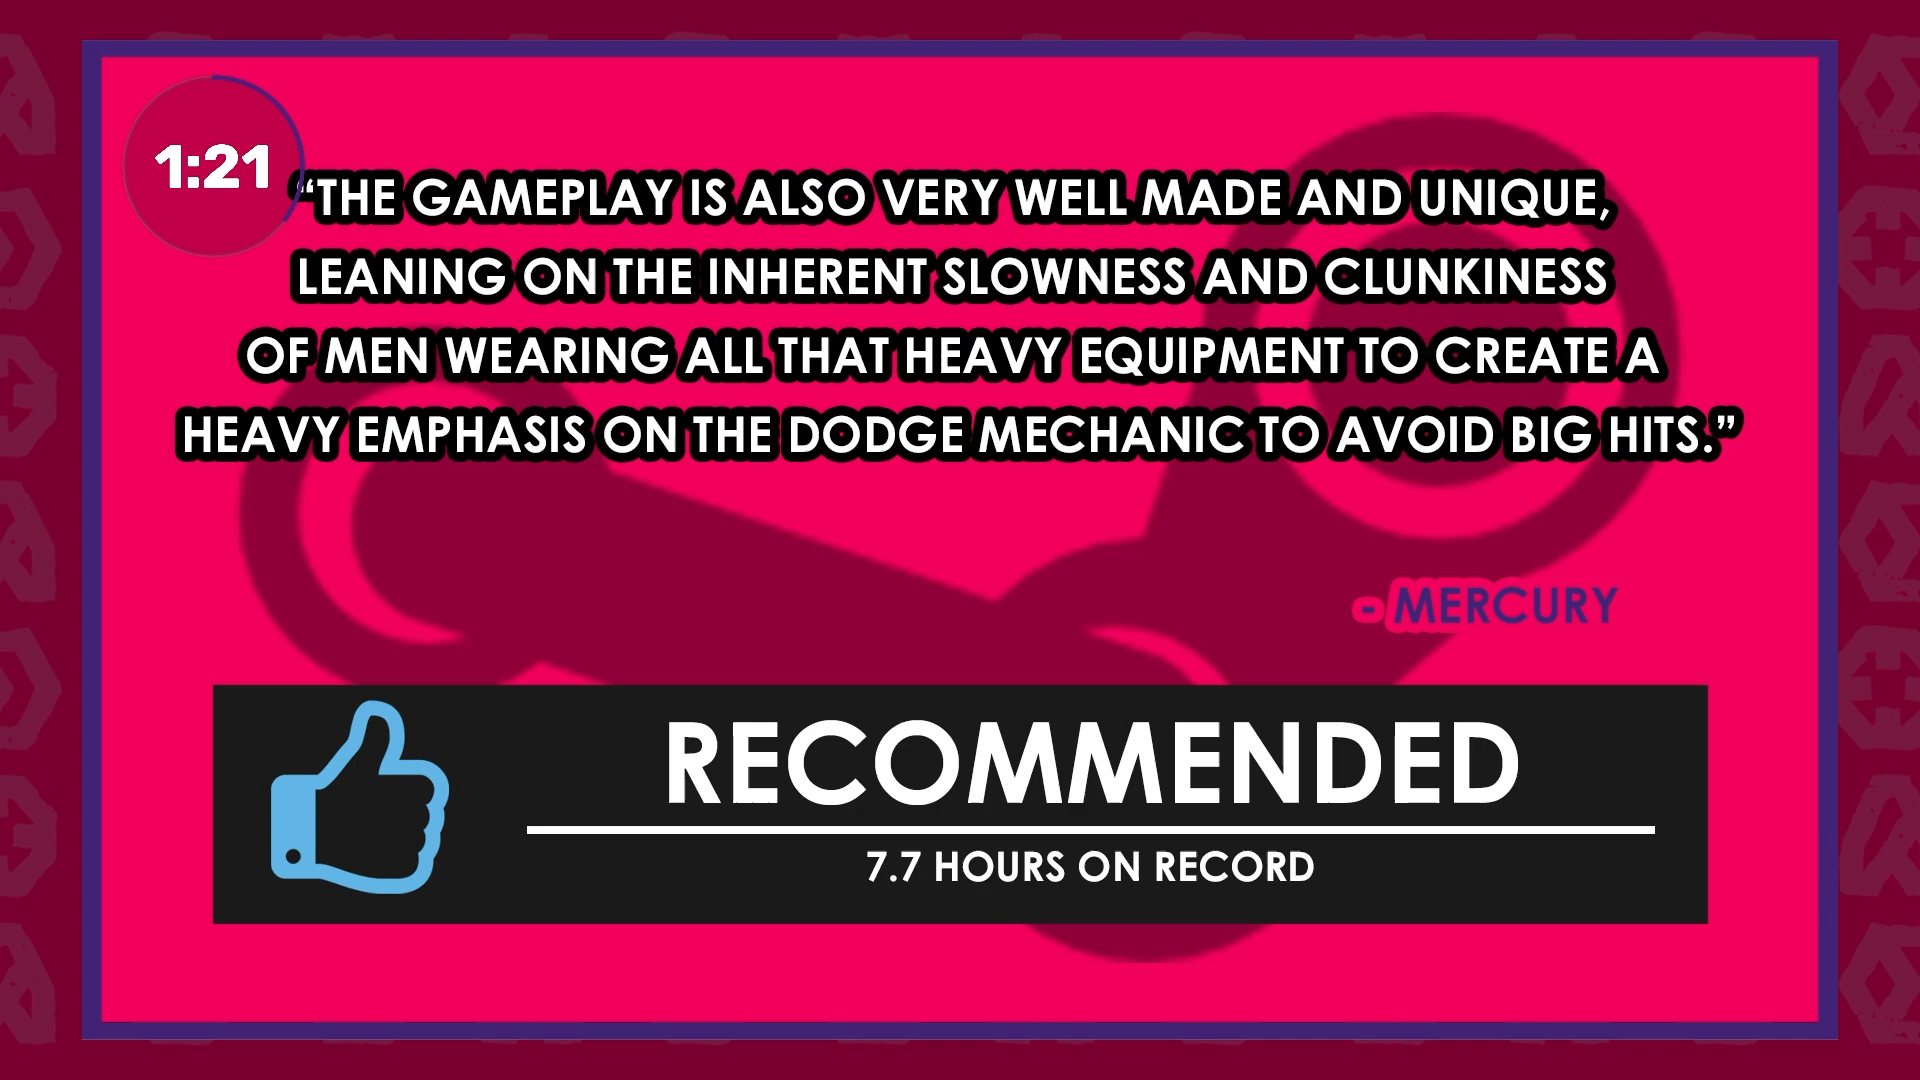 1:21
“THE GAMEPLAY IS ALSO VERY WELL MADE AND UNIQUE,
LEANING ON THE INHERENT SLOWNESS AND CLUNKINESS
OF MEN WEARING ALL THAT HEAVY EQUIPMENT TO CREATE A
HEAVY EMPHASIS ON THE DODGE MECHANIC TO AVOID BIG HITS.”
- MERCURY
RECOMMENDED
7.7 HOURS ON RECORD